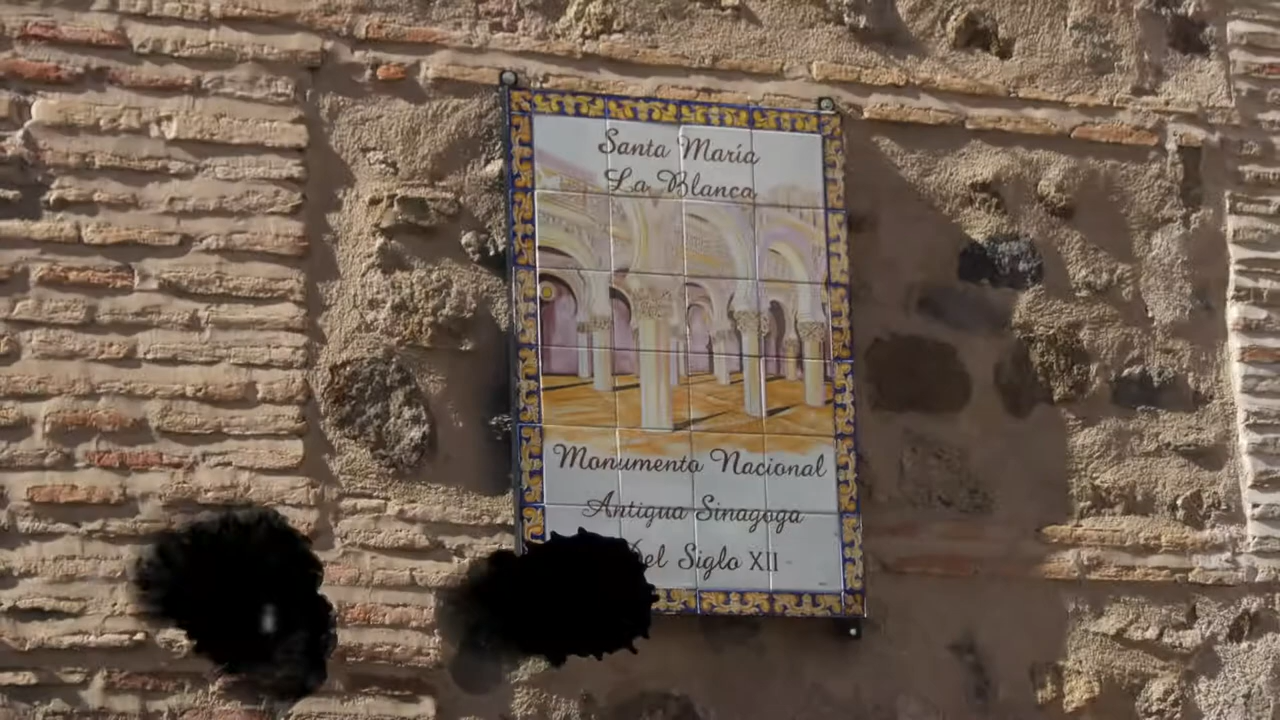 Santa María
La Blanca
Monumento Nacional
Antigua Sinagoga
Del Siglo XII